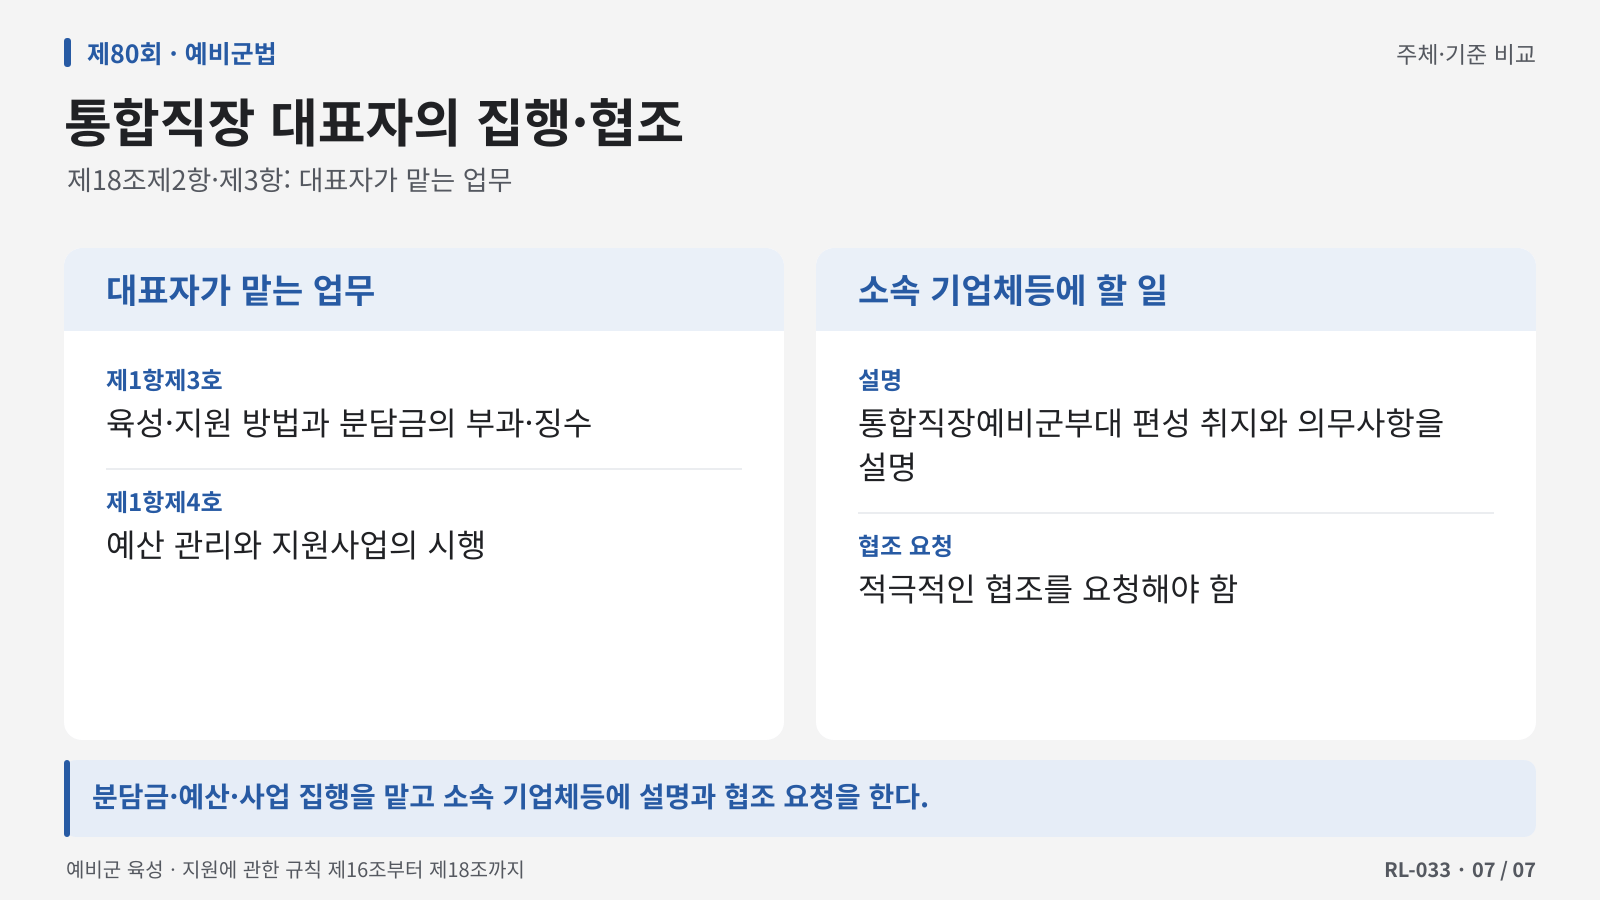 제80회 · 예비군법
주체·기준 비교
통합직장 대표자의 집행·협조
제18조제2항·제3항: 대표자가 맡는 업무
대표자가 맡는 업무
제1항제3호
육성·지원 방법과 분담금의 부과·징수
제1항제4호
예산 관리와 지원사업의 시행
소속 기업체등에 할 일
설명
통합직장예비군부대 편성 취지와 의무사항을
설명
협조 요청
적극적인 협조를 요청해야 함
분담금·예산·사업 집행을 맡고 소속 기업체등에 설명과 협조 요청을 한다.
예비군 육성 · 지원에 관한 규칙 제16조부터 제18조까지
RL-033 · 07 / 07